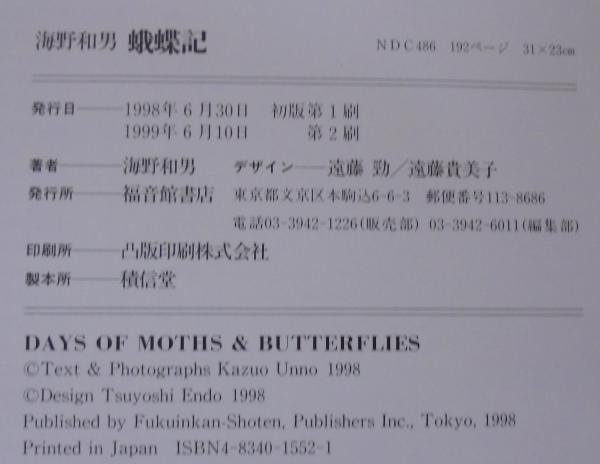 海野和男 蛾蝶記 NDC486 192ページ 31×23cm
発行日──1998年6月30日 初版第1刷
1999年6月10日 第2刷
著者──海野和男 デザイン──遠藤 勁／遠藤貴美子
発行所──福音館書店 東京都文京区本駒込6-6-3 郵便番号113-8686
電話03-3942-1226(販売部) 03-3942-6011(編集部)
印刷所──凸版印刷株式会社
製本所──積信堂
DAYS OF MOTHS & BUTTERFLIES
©Text & Photographs Kazuo Unno 1998
©Design Tsuyoshi Endo 1998
Published by Fukuinkan-Shoten, Publishers Inc., Tokyo, 1998
Printed in Japan ISBN4-8340-1552-1